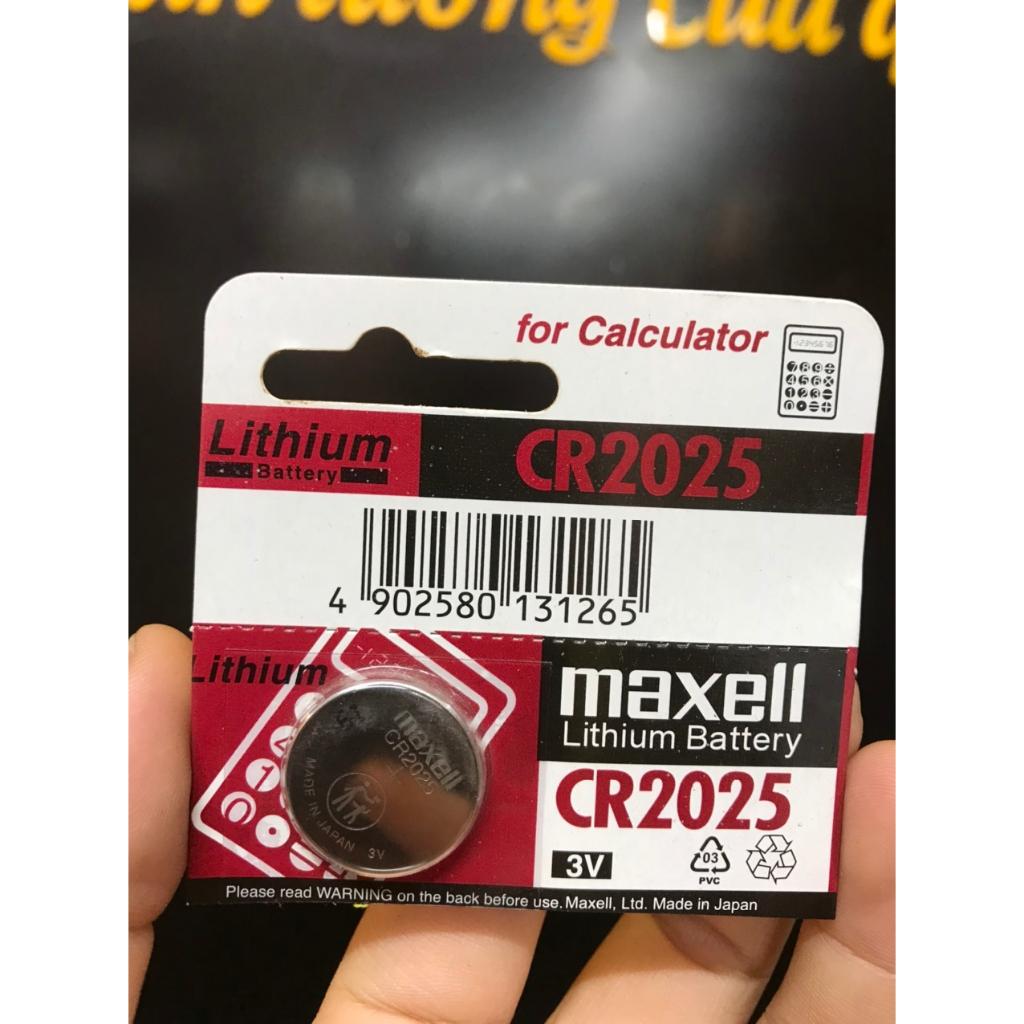 for Calculator
Lithium
Battery
CR2025
4 902580 131265
Lithium
maxell
CR2025
MADE IN JAPAN 3V
maxell
Lithium Battery
CR2025
3V
03
PVC
Please read WARNING on the back before use. Maxell, Ltd. Made in Japan